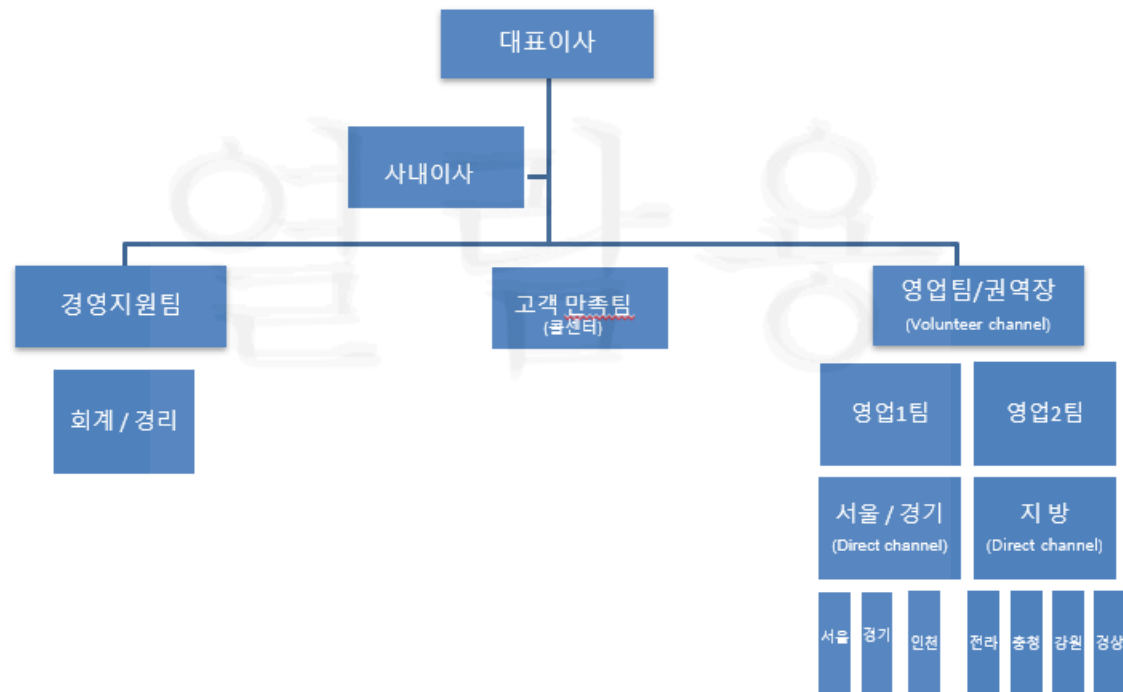 대표이사
사내이사
열람용
경영지원팀
고객 만족팀
(콜센터)
영업팀/권역장
(Volunteer channel)
회계 / 경리
영업1팀
영업2팀
서울 / 경기
(Direct channel)
지 방
(Direct channel)
서울
경기
인천
전라
충청
강원
경상